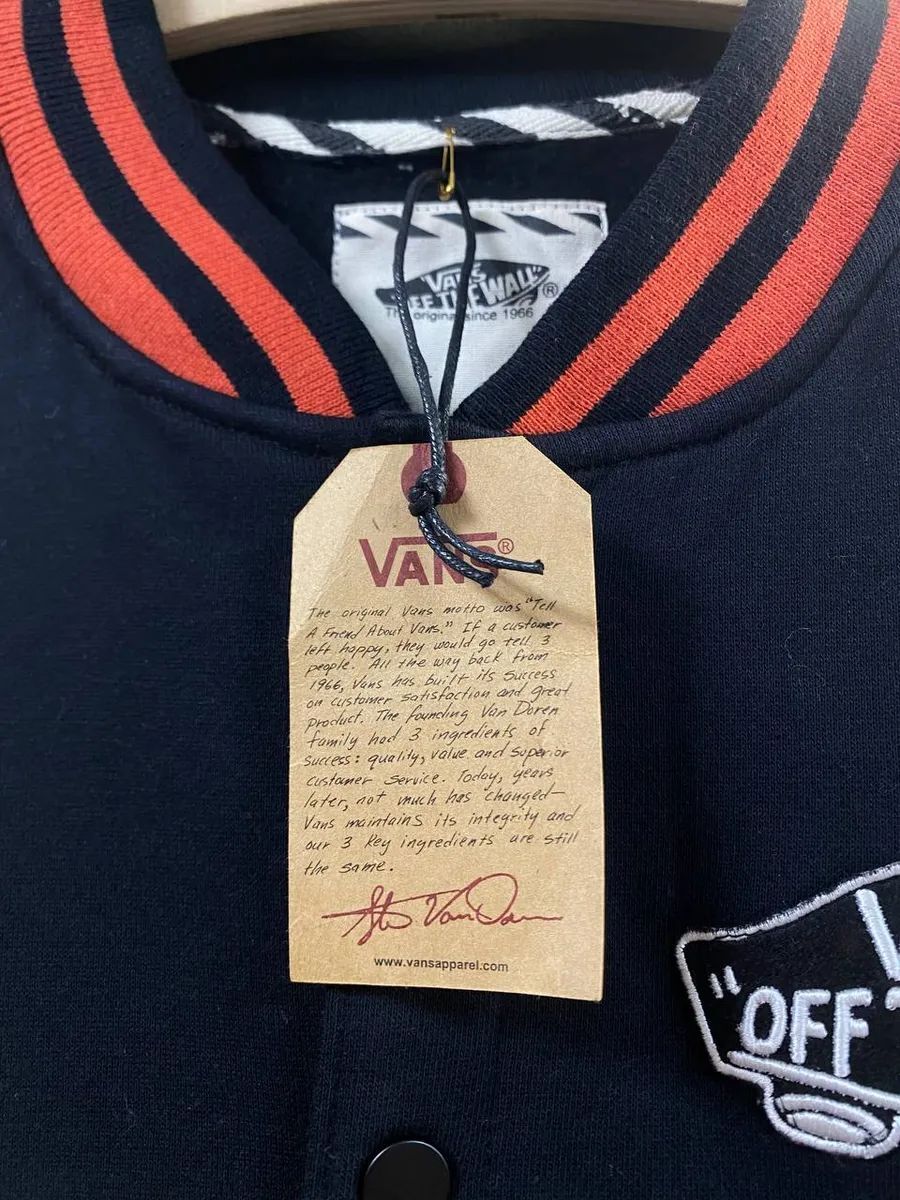 "VANS
"OFF THE WALL"
®
The original since 1966
VANS®
The original Vans motto was "Tell
A Friend About Vans." If a customer
left happy, they would go tell 3
people. All the way back from
1966, Vans has built its success
on customer satisfaction and great
product. The founding Van Doren
family had 3 ingredients of
success: quality, value and superior
customer service. Today, years
later, not much has changed—
Vans maintains its integrity and
our 3 key ingredients are still
the same.
Steve Van Doren
www.vansapparel.com
"OFF